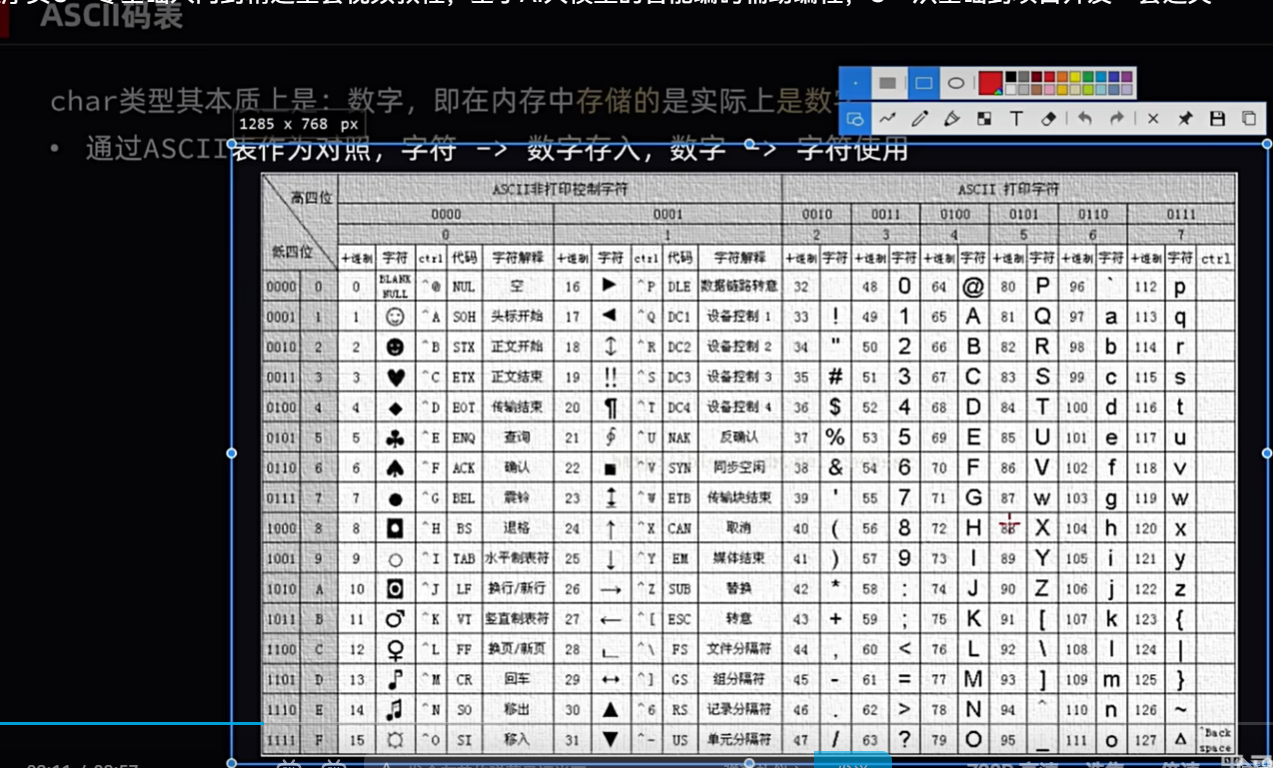 ASCII码表
char类型其本质上是：数字，即在内存中存储的是实际上是数字
1285 x 768 px
• 通过ASCII表作为对照，字符 -> 数字存入，数字 -> 字符使用
高四位 ASCII非打印控制字符 ASCII 打印字符
0000 0001 0010 0011 0100 0101 0110 0111
0 1 2 3 4 5 6 7
低四位 十进制 字符 ctrl 代码 字符解释 十进制 字符 ctrl 代码 字符解释 十进制 字符 十进制 字符 十进制 字符 十进制 字符 十进制 字符 十进制 字符 ctrl
0000 0 0 BLANK NULL ^@ NUL 空 16 ► ^P DLE 数据链路转意 32 48 0 64 @ 80 P 96 ` 112 p
0001 1 1 ☺ ^A SOH 头标开始 17 ◄ ^Q DC1 设备控制 1 33 ! 49 1 65 A 81 Q 97 a 113 q
0010 2 2 ☻ ^B STX 正文开始 18 ↕ ^R DC2 设备控制 2 34 " 50 2 66 B 82 R 98 b 114 r
0011 3 3 ♥ ^C ETX 正文结束 19 ‼ ^S DC3 设备控制 3 35 # 51 3 67 C 83 S 99 c 115 s
0100 4 4 ♦ ^D EOT 传输结束 20 ¶ ^T DC4 设备控制 4 36 $ 52 4 68 D 84 T 100 d 116 t
0101 5 5 ♣ ^E ENQ 查询 21 ∮ ^U NAK 反确认 37 % 53 5 69 E 85 U 101 e 117 u
0110 6 6 ♠ ^F ACK 确认 22 ■ ^V SYN 同步空闲 38 & 54 6 70 F 86 V 102 f 118 v
0111 7 7 ● ^G BEL 震铃 23 ↨ ^W ETB 传输块结束 39 ' 55 7 71 G 87 w 103 g 119 w
1000 8 8 ◘ ^H BS 退格 24 ↑ ^X CAN 取消 40 ( 56 8 72 H 88 X 104 h 120 x
1001 9 9 ○ ^I TAB 水平制表符 25 ↓ ^Y EM 媒体结束 41 ) 57 9 73 I 89 Y 105 i 121 y
1010 A 10 ◙ ^J LF 换行/新行 26 → ^Z SUB 替换 42 * 58 : 74 J 90 Z 106 j 122 z
1011 B 11 ♂ ^K VT 竖直制表符 27 ← ^[ ESC 转意 43 + 59 ; 75 K 91 [ 107 k 123 {
1100 C 12 ♀ ^L FF 换页/新页 28 ∟ ^\ FS 文件分隔符 44 , 60 < 76 L 92 \ 108 l 124 |
1101 D 13 ♪ ^M CR 回车 29 ↔ ^] GS 组分隔符 45 - 61 = 77 M 93 ] 109 m 125 }
1110 E 14 ♫ ^N SO 移出 30 ▲ ^6 RS 记录分隔符 46 . 62 > 78 N 94 ^ 110 n 126 ~
1111 F 15 ☼ ^O SI 移入 31 ▼ ^- US 单元分隔符 47 / 63 ? 79 O 95 _ 111 o 127 Δ ^Back space